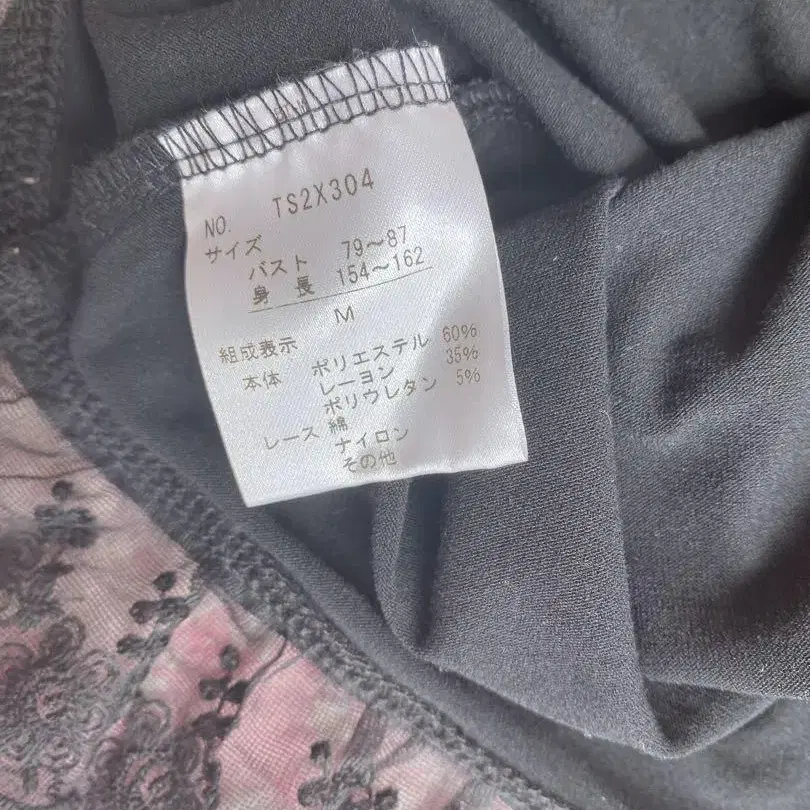 NO. TS2X304
サイズ
バスト 79～87
身長 154～162
M
組成表示
本体 ポリエステル 60%
レーヨン 35%
ポリウレタン 5%
レース 綿
ナイロン
その他